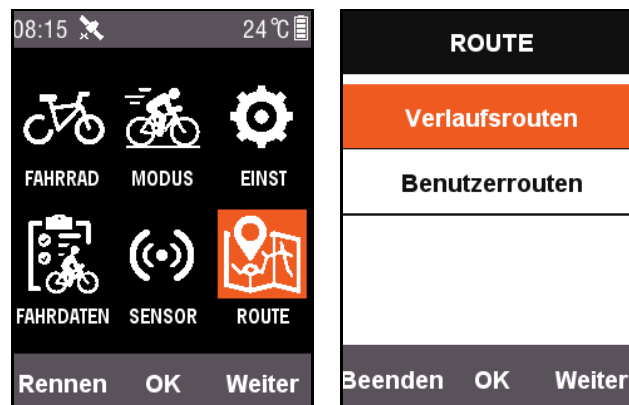 08:15 24℃
FAHRRAD MODUS EINST
FAHRDATEN SENSOR ROUTE
Rennen OK Weiter
ROUTE
Verlaufsrouten
Benutzerrouten
Beenden OK Weiter